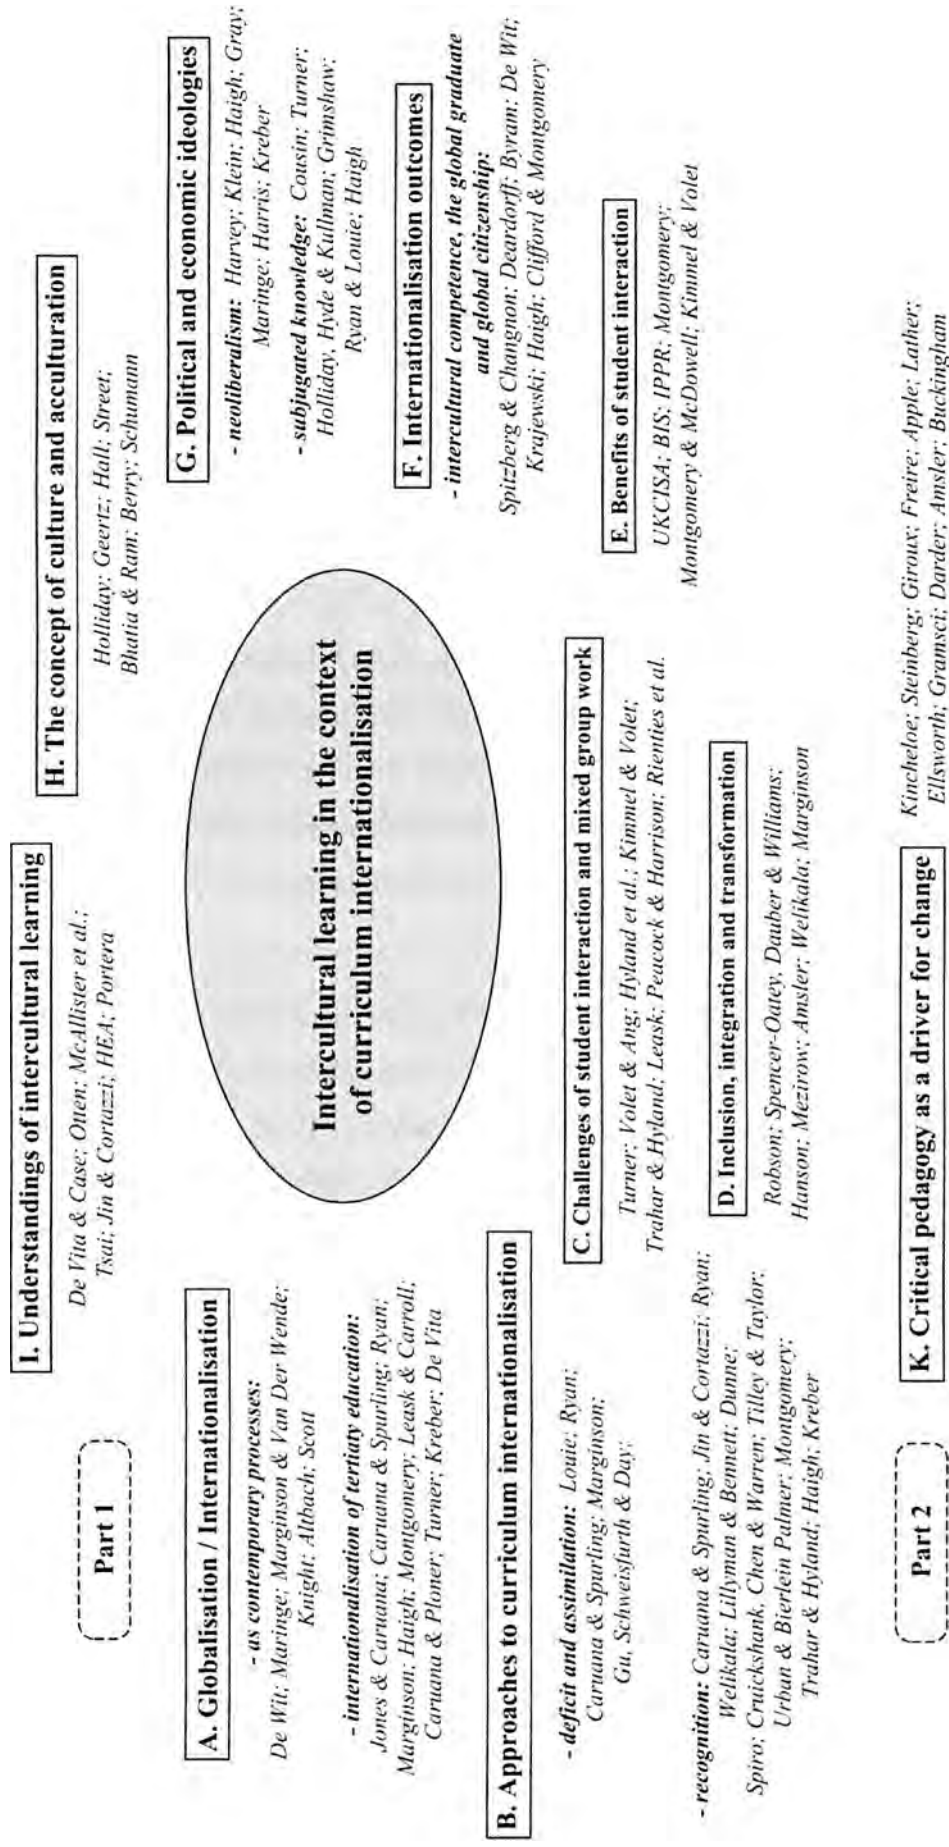 Part 1
I. Understandings of intercultural learning
De Vita & Case; Otten; McAllister et al.;
Tsai; Jin & Cortazzi; HEA; Portera
H. The concept of culture and acculturation
Holliday; Geertz; Hall; Street;
Bhatia & Ram; Berry; Schumann
A. Globalisation / Internationalisation
- as contemporary processes:
De Wit; Maringe; Marginson & Van Der Wende;
Knight; Altbach; Scott
- internationalisation of tertiary education:
Jones & Caruana; Caruana & Spurling; Ryan;
Marginson; Haigh; Montgomery; Leask & Carroll;
Caruana & Ploner; Turner; Kreber; De Vita
Intercultural learning in the context
of curriculum internationalisation
G. Political and economic ideologies
- neoliberalism: Harvey; Klein; Haigh; Gray;
Maringe; Harris; Kreber
- subjugated knowledge: Cousin; Turner;
Holliday, Hyde & Kullman; Grimshaw;
Ryan & Louie; Haigh
F. Internationalisation outcomes
- intercultural competence, the global graduate
and global citizenship:
Spitzberg & Changnon; Deardorff; Byram; De Wit;
Krajewski; Haigh; Clifford & Montgomery
B. Approaches to curriculum internationalisation
- deficit and assimilation: Louie; Ryan;
Caruana & Spurling; Marginson;
Gu, Schweisfurth & Day;
- recognition: Caruana & Spurling; Jin & Cortazzi; Ryan;
Welikala; Lillyman & Bennett; Dunne;
Spiro; Cruickshank, Chen & Warren; Tilley & Taylor;
Urban & Bierlein Palmer; Montgomery;
Trahar & Hyland; Haigh; Kreber
C. Challenges of student interaction and mixed group work
Turner; Volet & Ang; Hyland et al.; Kimmel & Volet;
Trahar & Hyland; Leask; Peacock & Harrison; Rienties et al.
D. Inclusion, integration and transformation
Robson; Spencer-Oatey, Dauber & Williams;
Hanson; Mezirow; Amsler; Welikala; Marginson
E. Benefits of student interaction
UKCISA; BIS; IPPR; Montgomery;
Montgomery & McDowell; Kimmel & Volet
Part 2
K. Critical pedagogy as a driver for change
Kincheloe; Steinberg; Giroux; Freire; Apple; Lather;
Ellsworth; Gramsci; Darder; Amsler; Buckingham